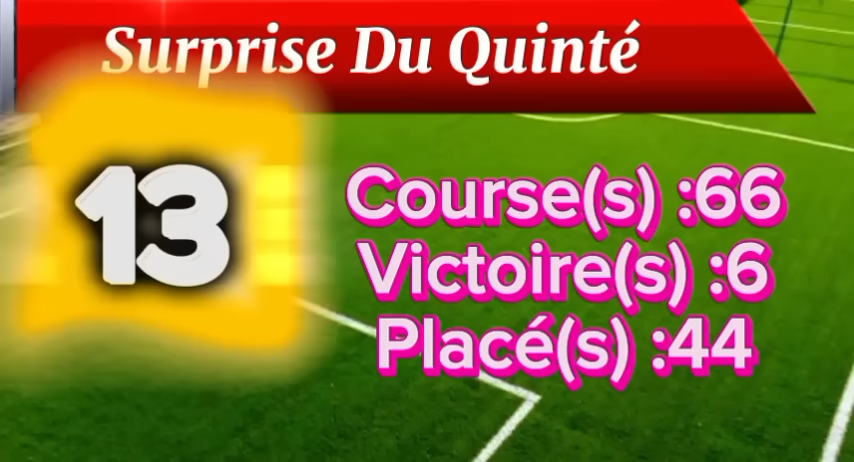 Surprise Du Quinté
13
Course(s) :66
Victoire(s) :6
Placé(s) :44